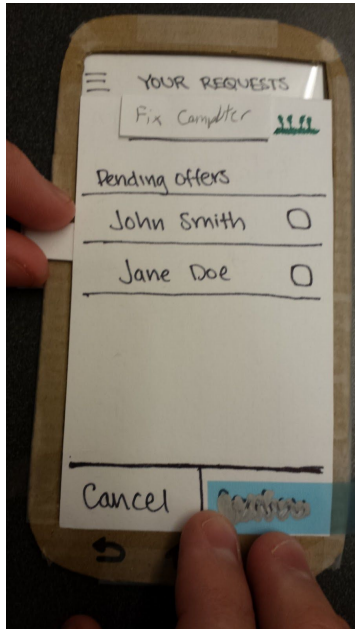 YOUR REQUESTS
Fix Computer
Pending offers
John Smith
Jane Doe
Cancel